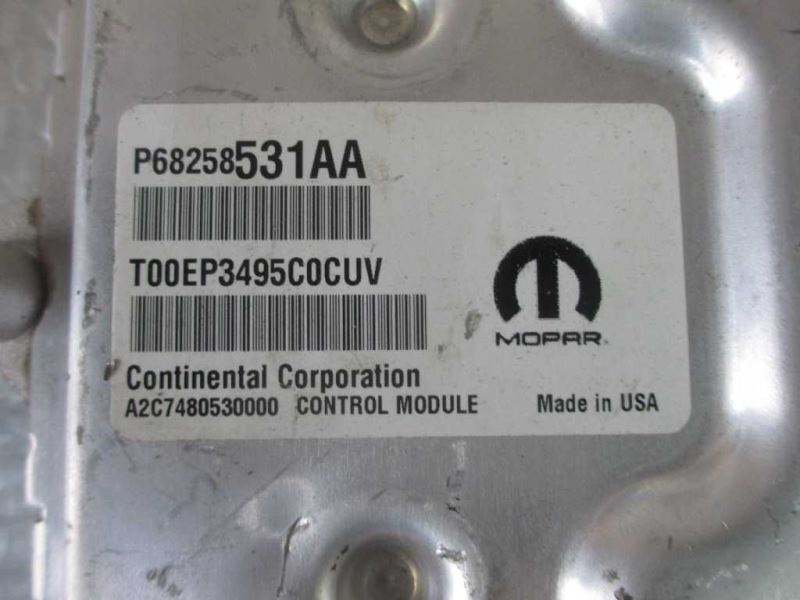 P68258531AA
T00EP3495C0CUV
MOPAR
Continental Corporation
A2C7480530000 CONTROL MODULE Made in USA